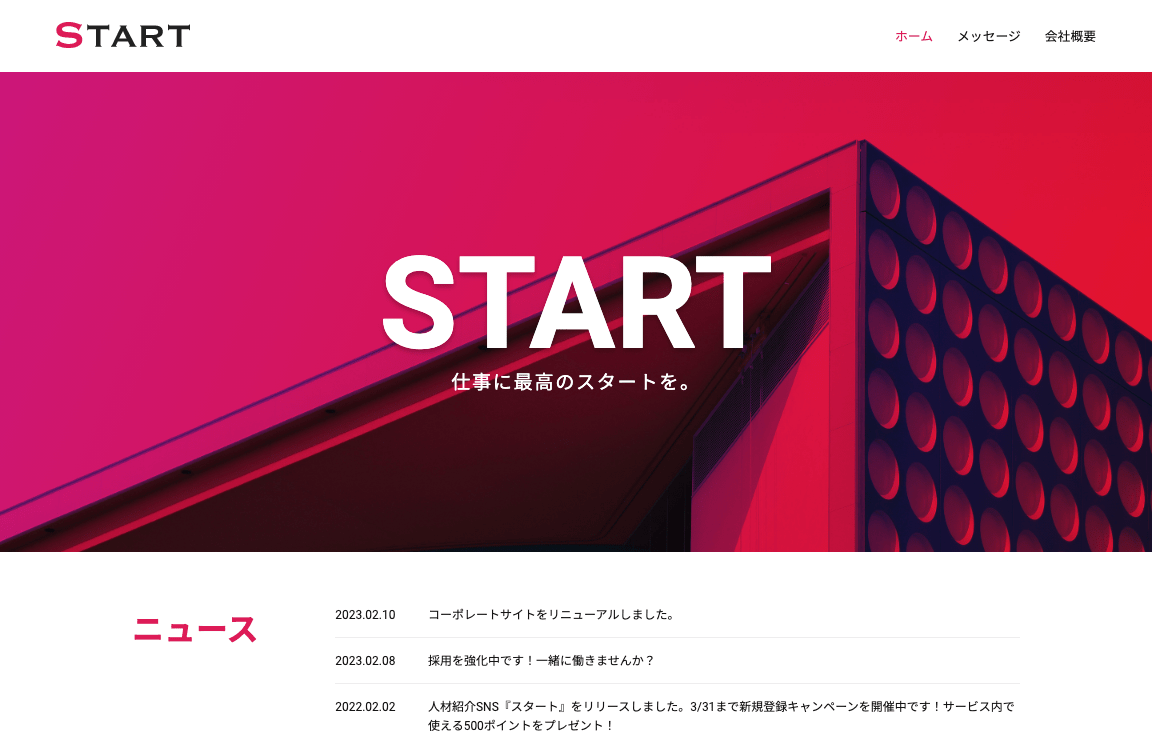 START
ホーム メッセージ 会社概要
START
仕事に最高のスタートを。
ニュース
2023.02.10 コーポレートサイトをリニューアルしました。
2023.02.08 採用を強化中です！一緒に働きませんか？
2022.02.02 人材紹介SNS『スタート』をリリースしました。3/31まで新規登録キャンペーンを開催中です！サービス内で
使える500ポイントをプレゼント！